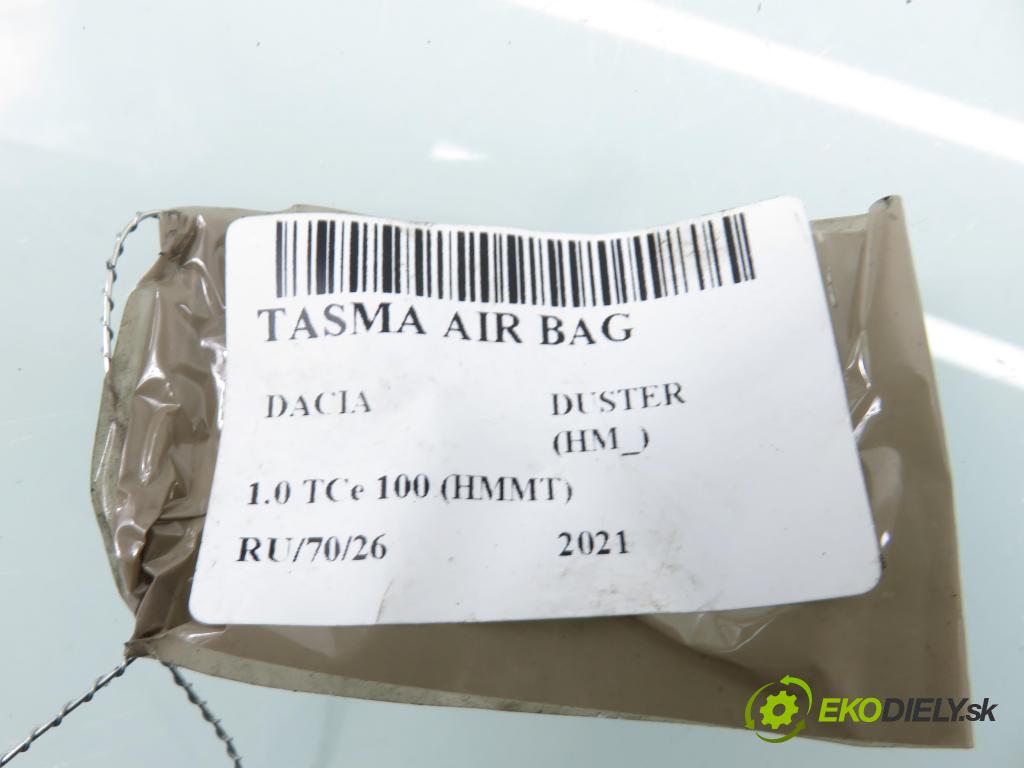 TASMA AIR BAG
DACIA DUSTER
(HM_)
1.0 TCe 100 (HMMT)
RU/70/26 2021
EKODIELY.sk